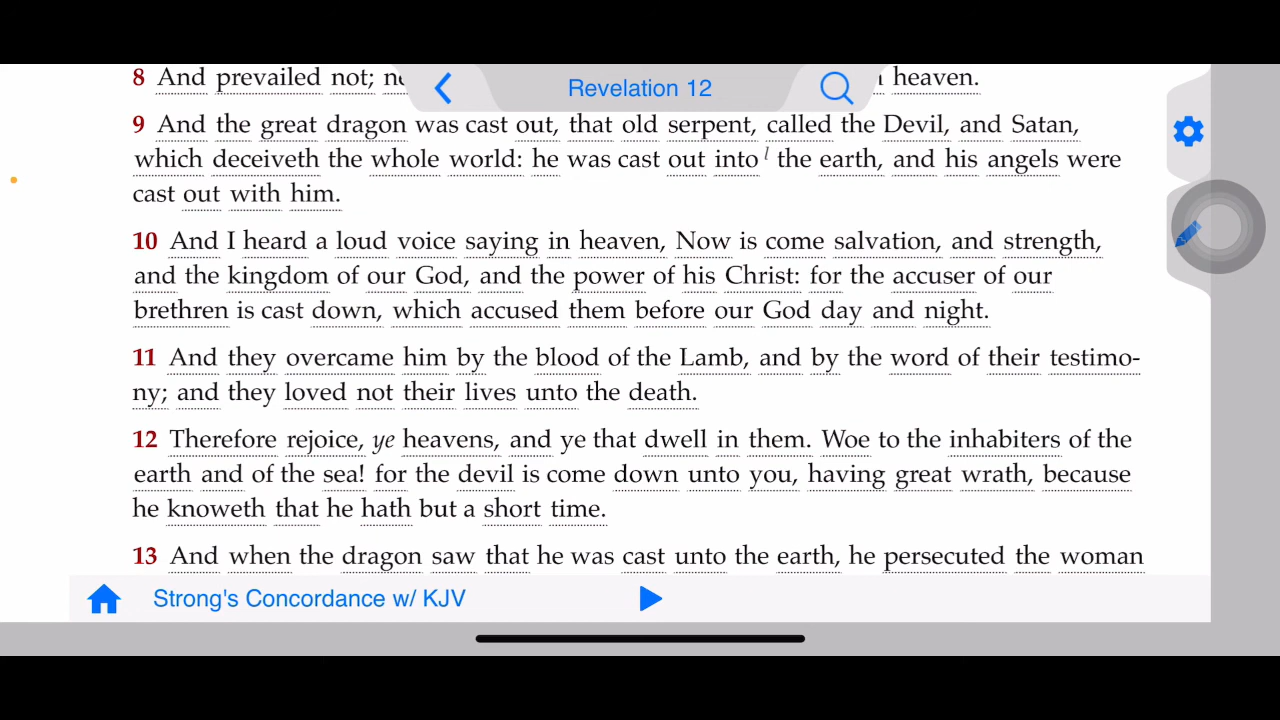 8 And prevailed not; heaven.
Revelation 12
9 And the great dragon was cast out, that old serpent, called the Devil, and Satan,
which deceiveth the whole world: he was cast out into l the earth, and his angels were
cast out with him.
10 And I heard a loud voice saying in heaven, Now is come salvation, and strength,
and the kingdom of our God, and the power of his Christ: for the accuser of our
brethren is cast down, which accused them before our God day and night.
11 And they overcame him by the blood of the Lamb, and by the word of their testimo-
ny; and they loved not their lives unto the death.
12 Therefore rejoice, ye heavens, and ye that dwell in them. Woe to the inhabiters of the
earth and of the sea! for the devil is come down unto you, having great wrath, because
he knoweth that he hath but a short time.
13 And when the dragon saw that he was cast unto the earth, he persecuted the woman
Strong's Concordance w/ KJV